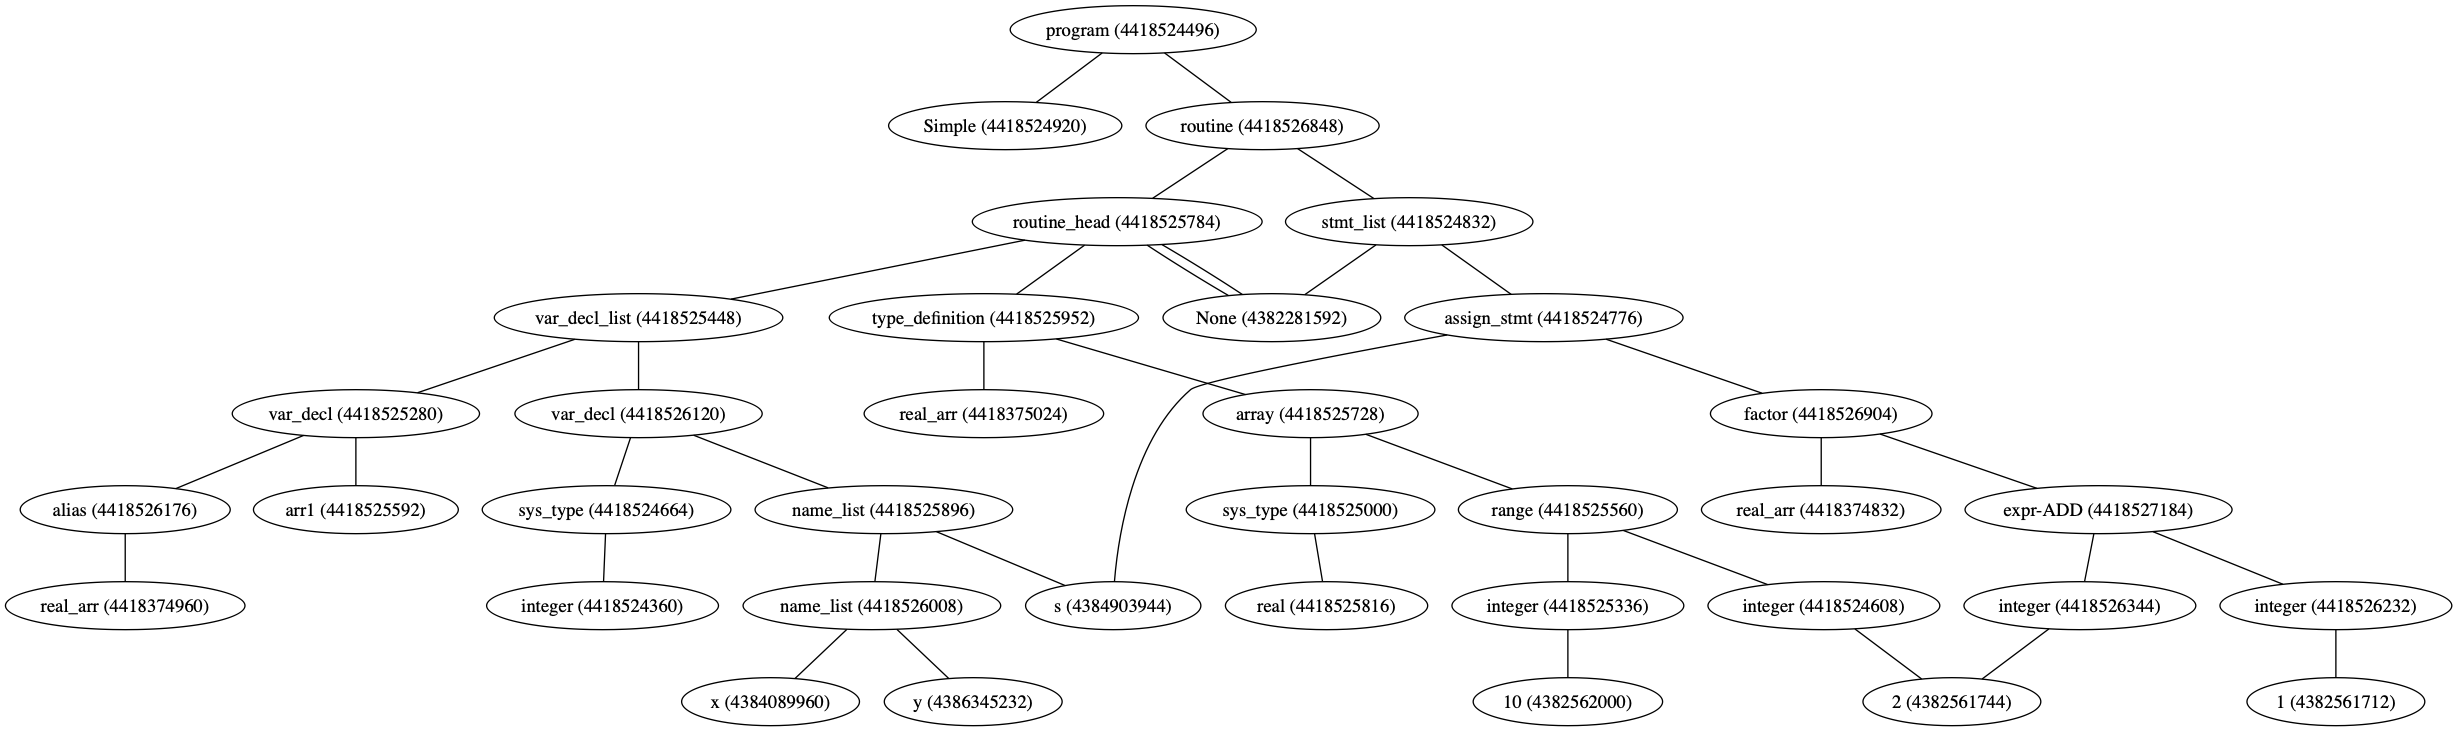 program (4418524496)
Simple (4418524920)
routine (4418526848)
routine_head (4418525784)
stmt_list (4418524832)
var_decl_list (4418525448)
type_definition (4418525952)
None (4382281592)
assign_stmt (4418524776)
var_decl (4418525280)
var_decl (4418526120)
real_arr (4418375024)
array (4418525728)
factor (4418526904)
alias (4418526176)
arr1 (4418525592)
sys_type (4418524664)
name_list (4418525896)
sys_type (4418525000)
range (4418525560)
real_arr (4418374832)
expr-ADD (4418527184)
real_arr (4418374960)
integer (4418524360)
name_list (4418526008)
s (4384903944)
real (4418525816)
integer (4418525336)
integer (4418524608)
integer (4418526344)
integer (4418526232)
x (4384089960)
y (4386345232)
10 (4382562000)
2 (4382561744)
1 (4382561712)